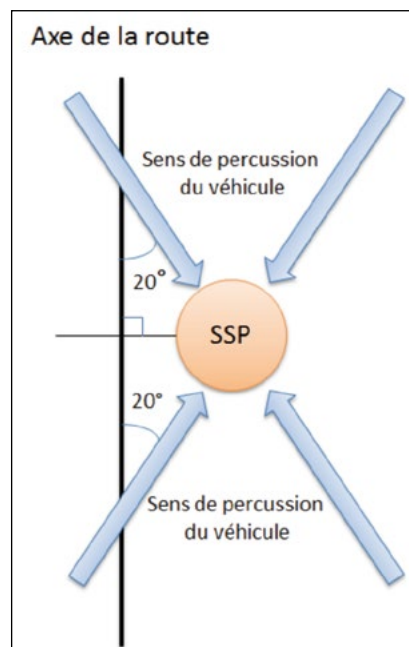 Axe de la route
Sens de percussion
du véhicule
20°
SSP
20°
Sens de percussion
du véhicule